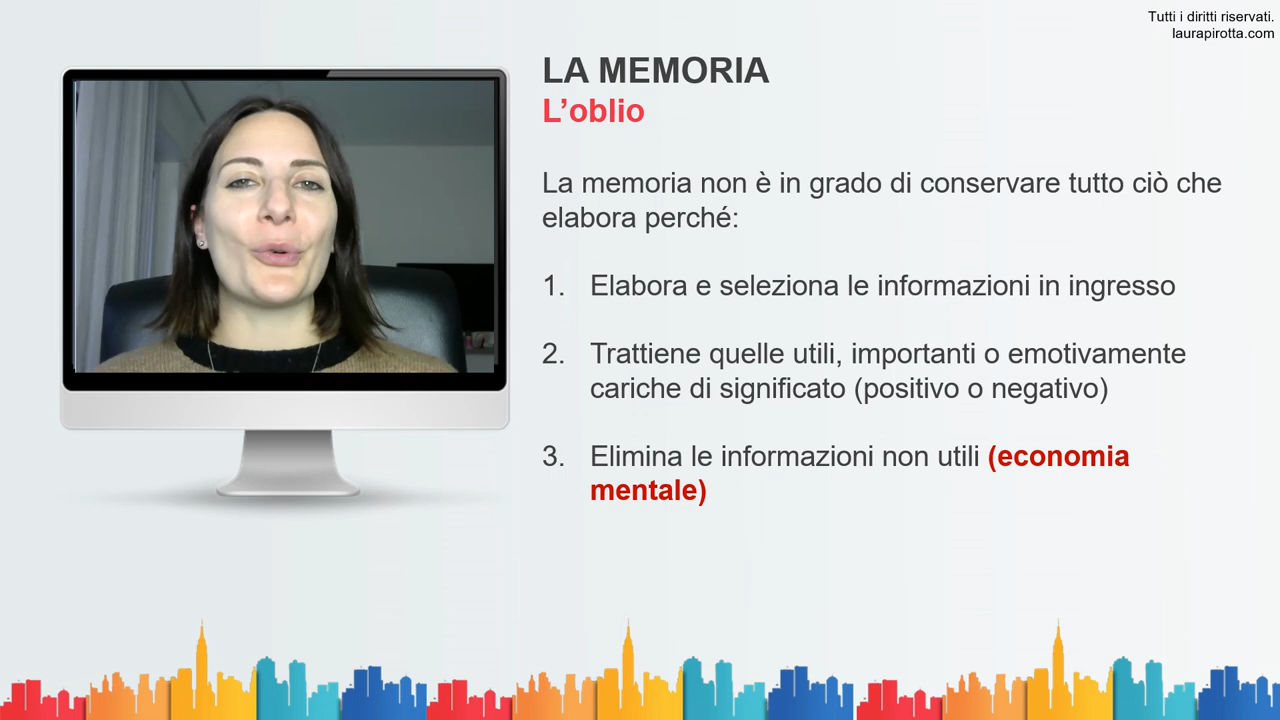 Tutti i diritti riservati.
laurapirotta.com
LA MEMORIA
L’oblio
La memoria non è in grado di conservare tutto ciò che
elabora perché:
1. Elabora e seleziona le informazioni in ingresso
2. Trattiene quelle utili, importanti o emotivamente
cariche di significato (positivo o negativo)
3. Elimina le informazioni non utili (economia
mentale)